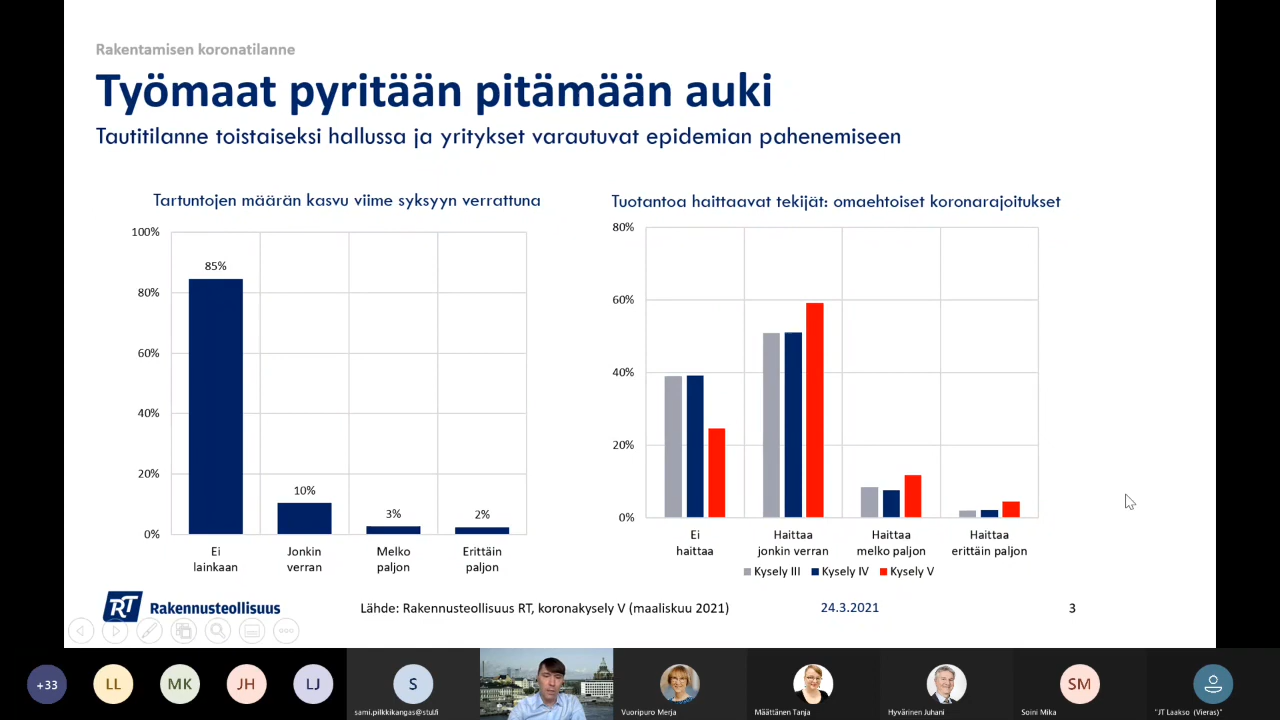 Rakentamisen koronatilanne
Työmaat pyritään pitämään auki
Tautitilanne toistaiseksi hallussa ja yritykset varautuvat epidemian pahenemiseen
Tartuntojen määrän kasvu viime syksyyn verrattuna
100%
80%
60%
40%
20%
0%
85%
10%
3%
2%
Ei lainkaan
Jonkin verran
Melko paljon
Erittäin paljon
Tuotantoa haittaavat tekijät: omaehtoiset koronarajoitukset
80%
60%
40%
20%
0%
Ei haittaa
Haittaa jonkin verran
Haittaa melko paljon
Haittaa erittäin paljon
Kysely III Kysely IV Kysely V
RT Rakennusteollisuus
Lähde: Rakennusteollisuus RT, koronakysely V (maaliskuu 2021)
24.3.2021
3
+33
LL
MK
JH
LJ
S
sami.pilkkikangas@stul.fi
Vuoripuro Merja
Määttänen Tanja
Hyvärinen Juhani
SM
Soini Mika
"JT Laakso (Vieras)"